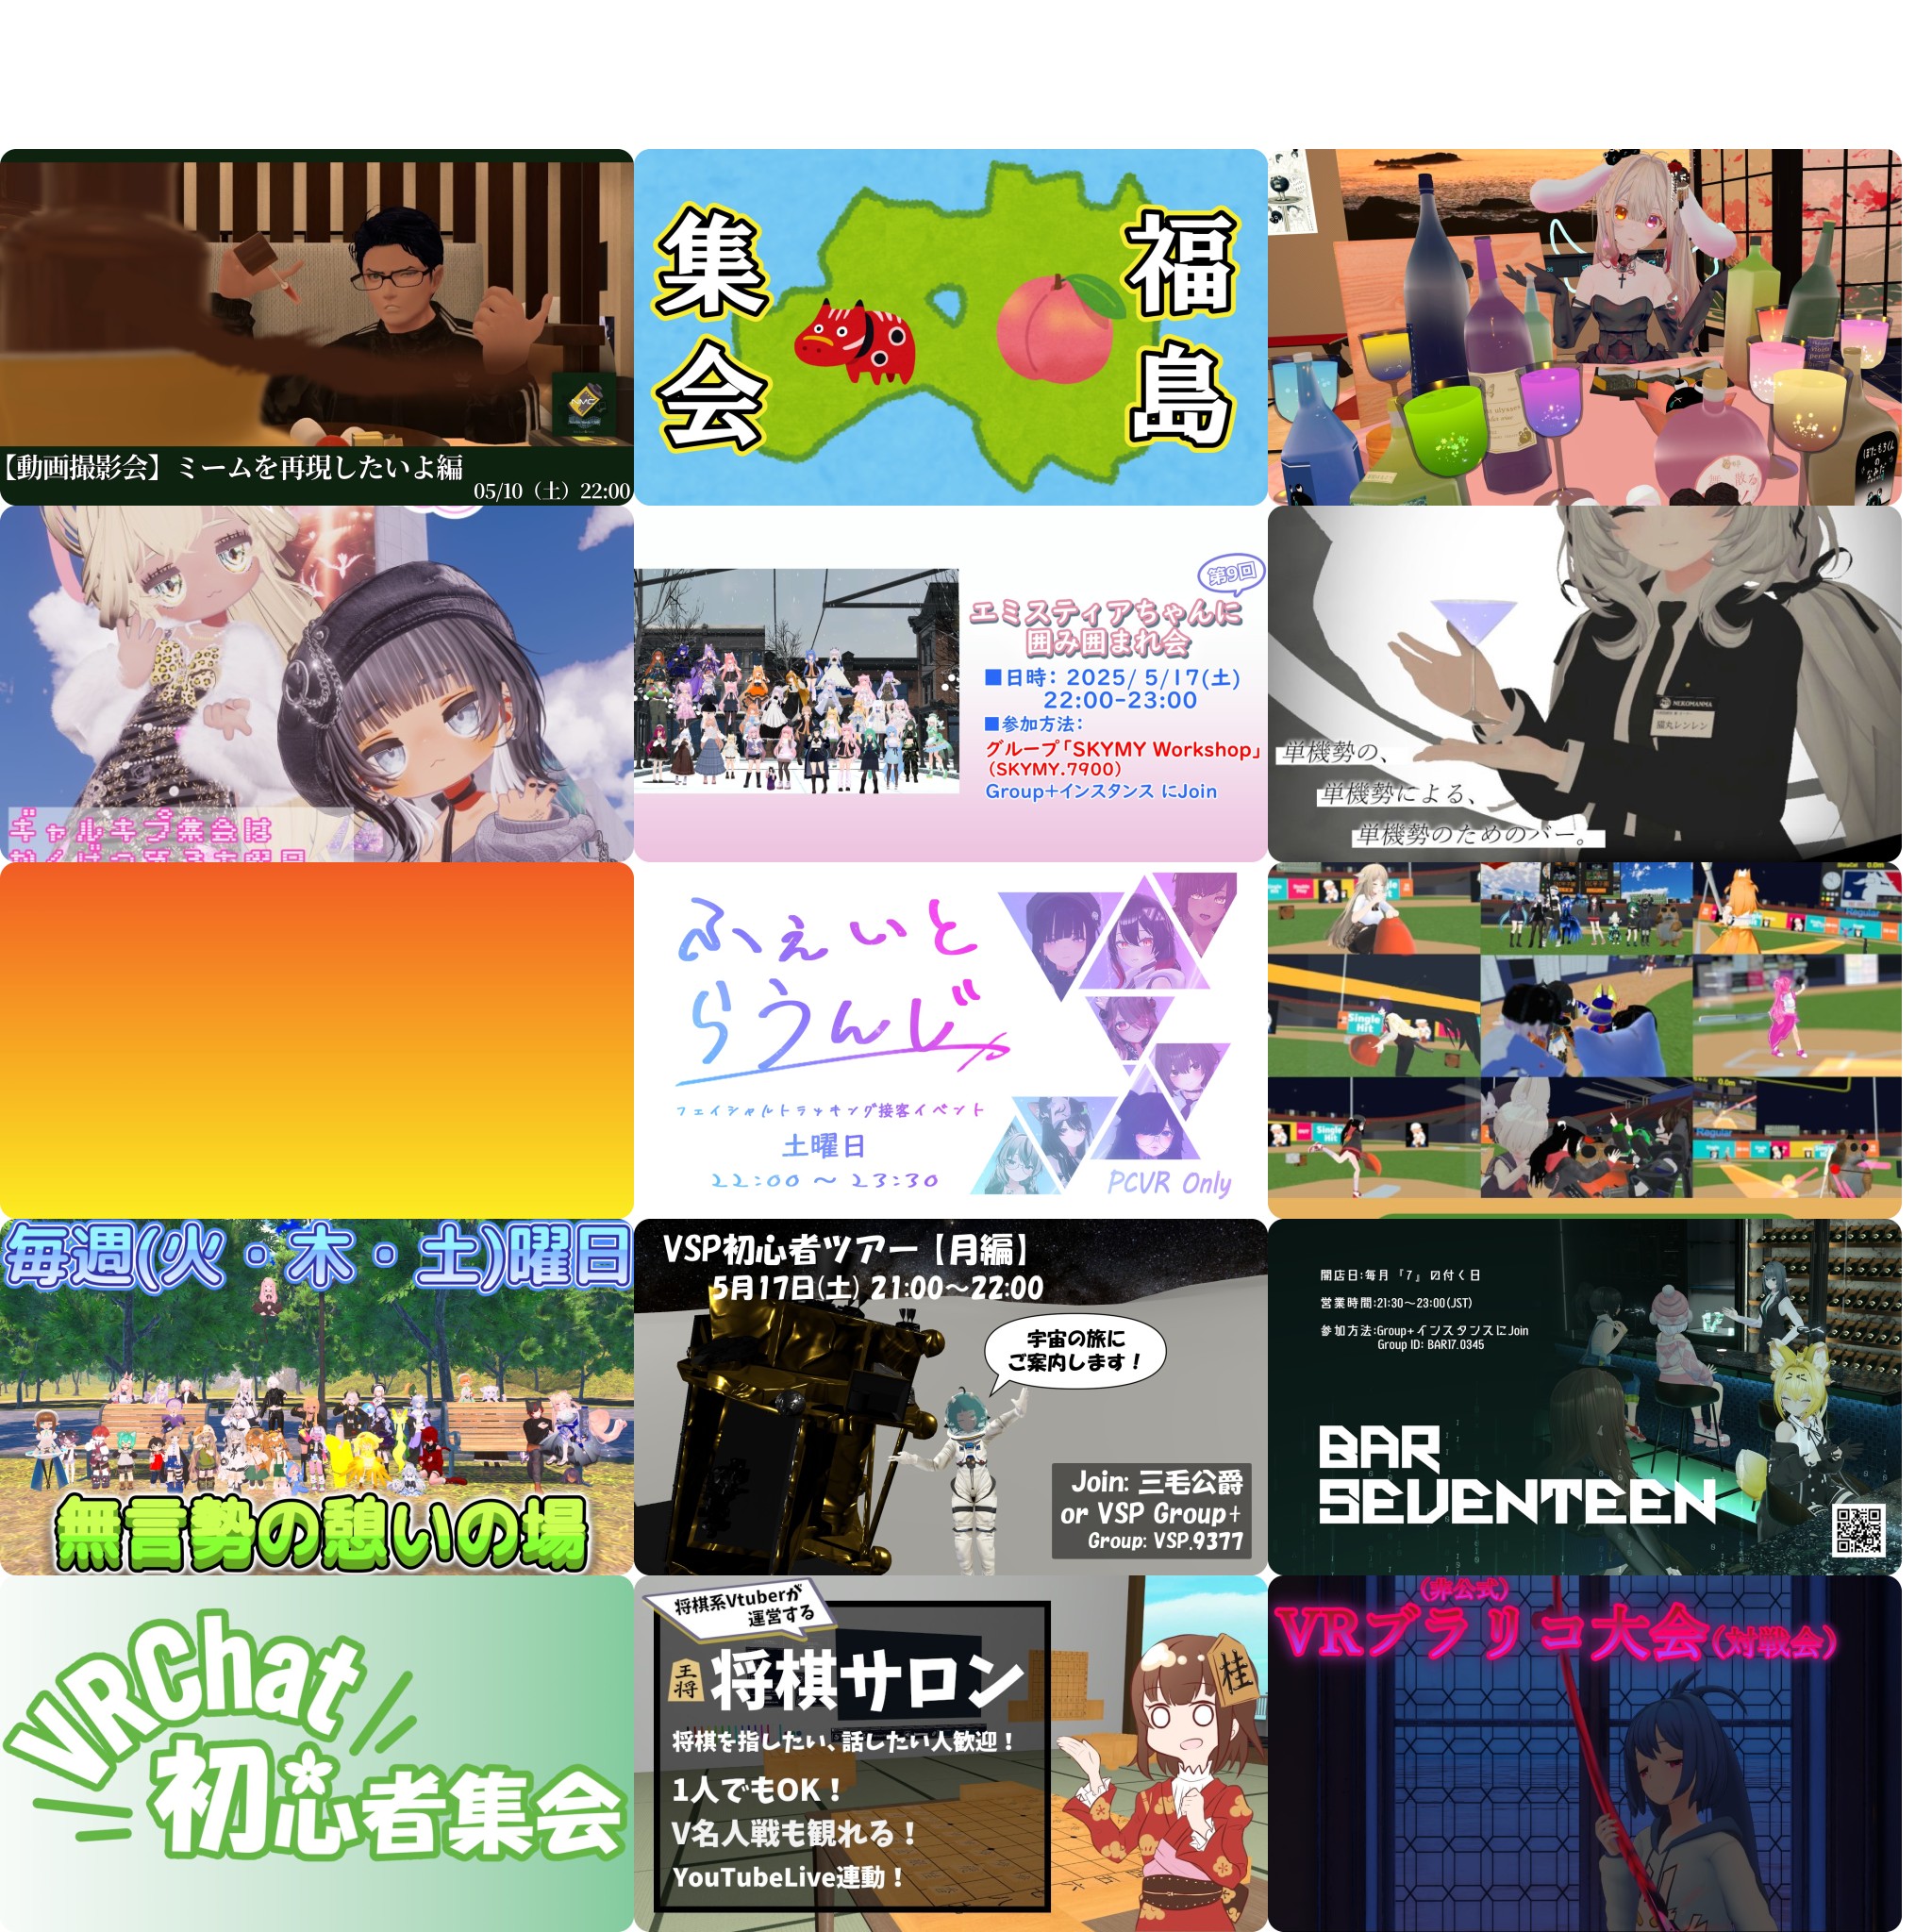 【動画撮影会】ミームを再現したいよ編
05/10（土）22:00
NMC
福島
集会
ギャルキプ集会は
第9回
エミスティアちゃんに
囲み囲まれ会
■日時： 2025/ 5/17(土)
22:00-23:00
■参加方法：
グループ「SKYMY Workshop」
（SKYMY.7900）
Group+インスタンス にJoin
NEKOMANMA
猫丸レンレン
単機勢の、
単機勢による、
単機勢のためのバー。
ふぇいと
らうんじ
フェイシャルトラッキング接客イベント
土曜日
22:00 〜 23:30
PCVR Only
Single
Hit
Regular
毎週(火・木・土)曜日
無言勢の憩いの場
VSP初心者ツアー【月編】
5月17日(土) 21:00〜22:00
宇宙の旅に
ご案内します！
Join: 三毛公爵
or VSP Group+
Group: VSP.9377
開店日:毎月「7」の付く日
営業時間:21:30〜23:00(JST)
参加方法:Group+インスタンスにJoin
Group ID: BAR17.0345
BAR
SEVENTEEN
VRChat
初心者集会
将棋系Vtuberが
運営する
王将
将棋サロン
将棋を指したい、話したい人歓迎！
1人でもOK！
V名人戦も観れる！
YouTubeLive連動！
桂
（非公式）
VRブラリコ大会（対戦会）